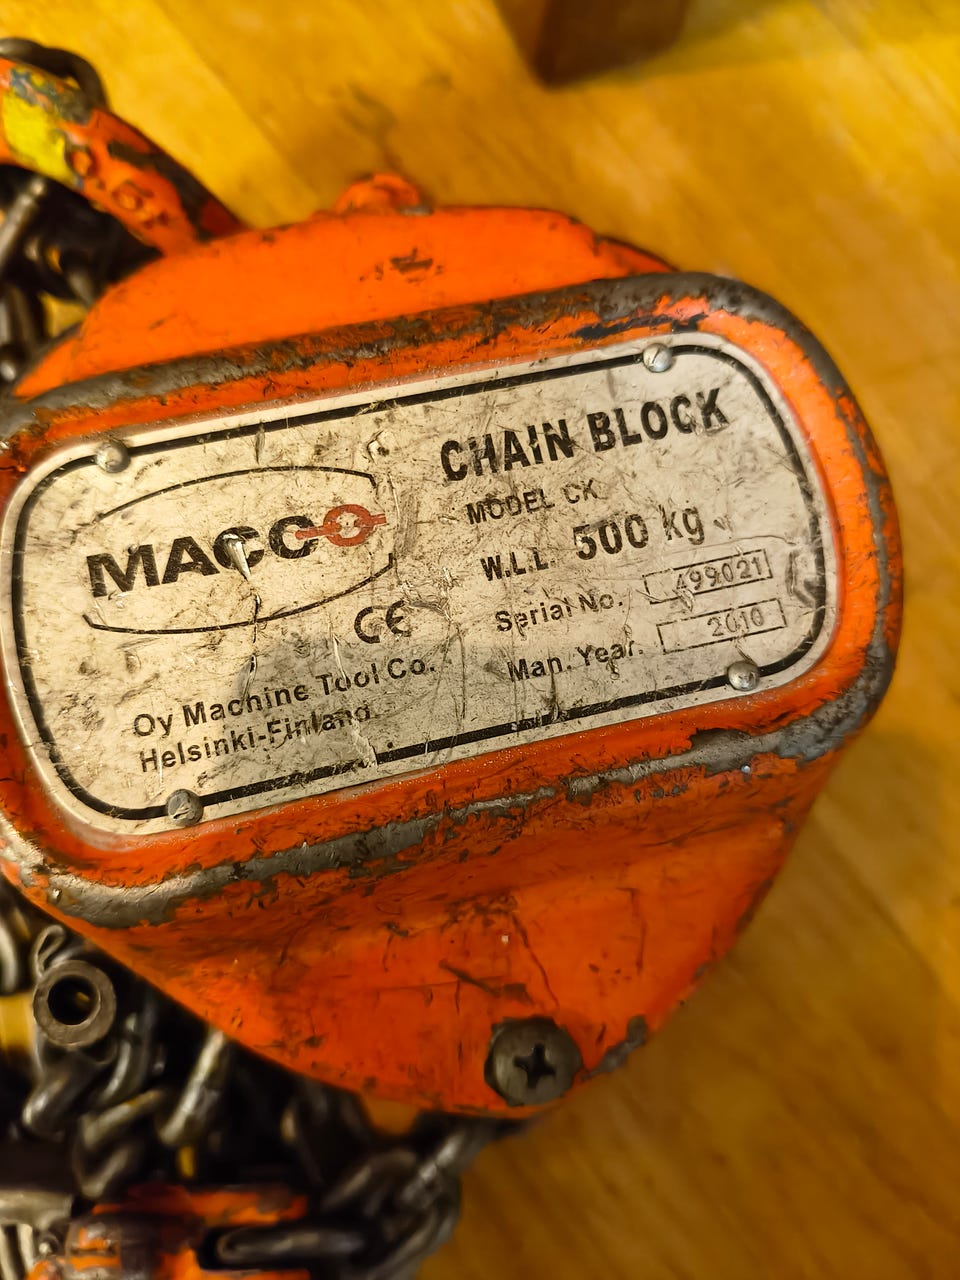 MACCO
CE
Oy Machine Tool Co.
Helsinki-Finland
CHAIN BLOCK
MODEL CK
W.L.L. 500 kg
Serial No. 499021
Man. Year. 2010